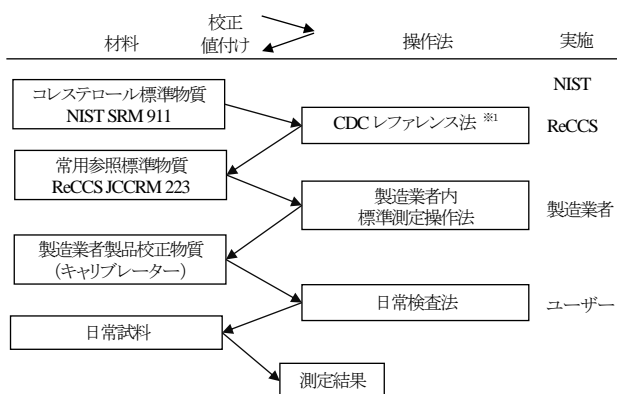 校正
値付け
材料
操作法
実施
コレステロール標準物質
NIST SRM 911
NIST
CDC レファレンス法 ※1
ReCCS
常用参照標準物質
ReCCS JCCRM 223
製造業者内
標準測定操作法
製造業者
製造業者製品校正物質
(キャリブレーター)
日常検査法
ユーザー
日常試料
測定結果